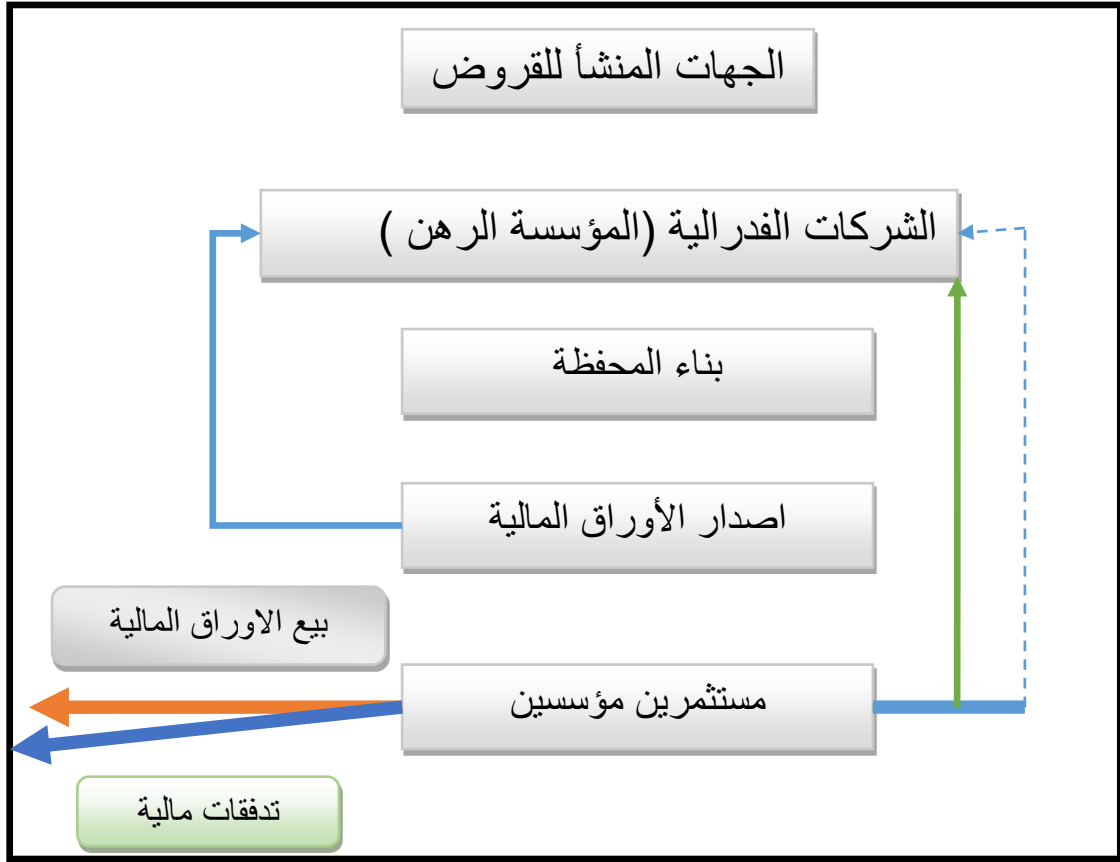 الجهات المنشأ للقروض
الشركات الفدرالية (المؤسسة الرهن )
بناء المحفظة
اصدار الأوراق المالية
بيع الاوراق المالية
مستثمرين مؤسسين
تدفقات مالية